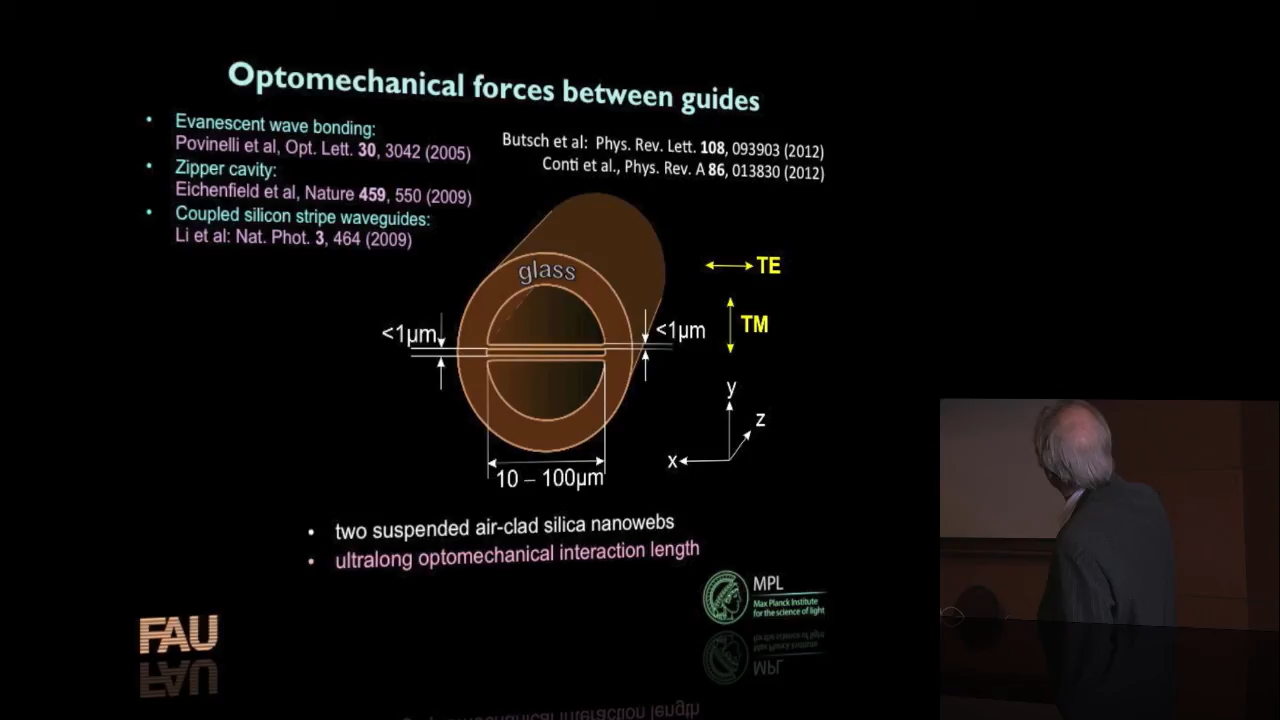 Optomechanical forces between guides
• Evanescent wave bonding:
Povinelli et al, Opt. Lett. 30, 3042 (2005)
• Zipper cavity:
Eichenfield et al, Nature 459, 550 (2009)
• Coupled silicon stripe waveguides:
Li et al: Nat. Phot. 3, 464 (2009)
Butsch et al: Phys. Rev. Lett. 108, 093903 (2012)
Conti et al., Phys. Rev. A 86, 013830 (2012)
glass
TE
<1µm
<1µm
TM
y
z
x
10 – 100µm
• two suspended air-clad silica nanowebs
• ultralong optomechanical interaction length
MPL
Max Planck Institute
for the science of light
FAU